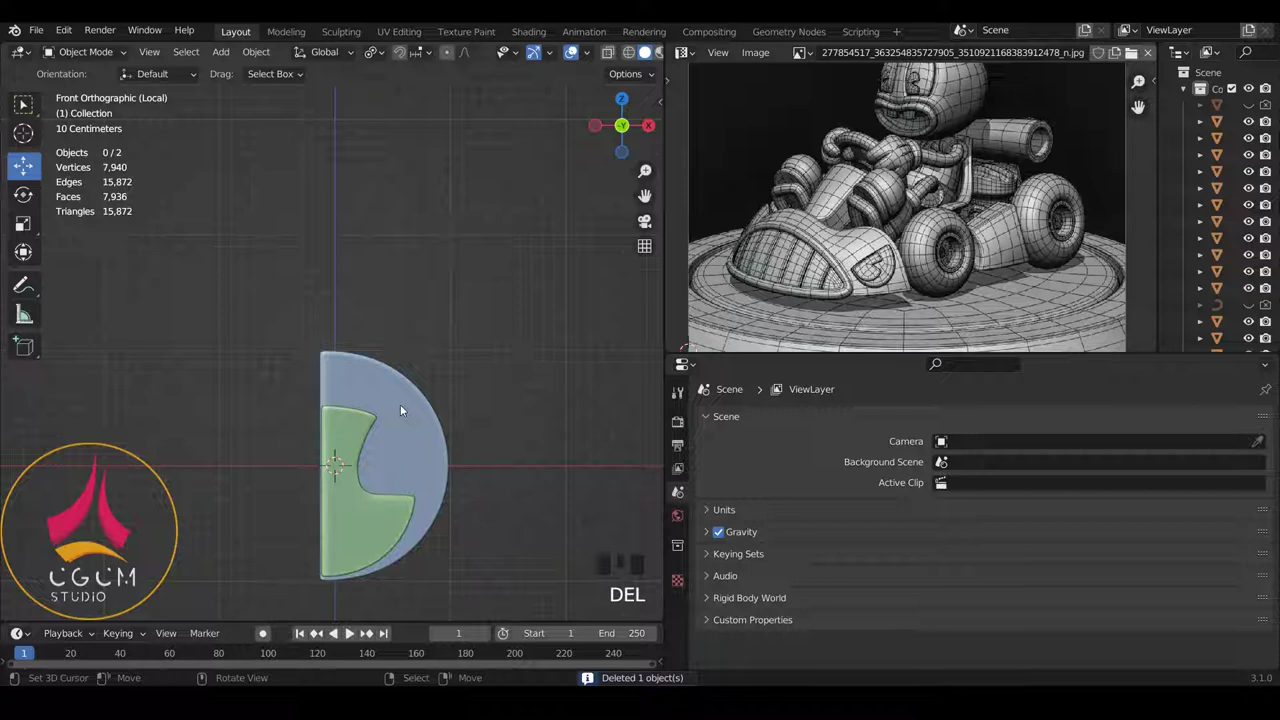 File Edit Render Window Help Layout Modeling Sculpting UV Editing Texture Paint Shading Animation Rendering Compositing Geometry Nodes Scripting + Scene ViewLayer
Object Mode View Select Add Object Global View Image 277854517_363254835727905_3510921168383912478_n.jpg
Orientation: Default Drag: Select Box Options
Scene
Co
Front Orthographic (Local)
(1) Collection
10 Centimeters
Objects 0 / 2
Vertices 7,940
Edges 15,872
Faces 7,936
Triangles 15,872
Z
-Y
X
Scene > ViewLayer
Scene
Camera
Background Scene
Active Clip
Units
Gravity
Keying Sets
Audio
Rigid Body World
Custom Properties
CGCM
STUDIO
DEL
Playback Keying View Marker 1 Start 1 End 250
1 20 40 60 80 100 120 140 160 180 200 220 240
Set 3D Cursor Move Rotate View Select Move Deleted 1 object(s) 3.1.0